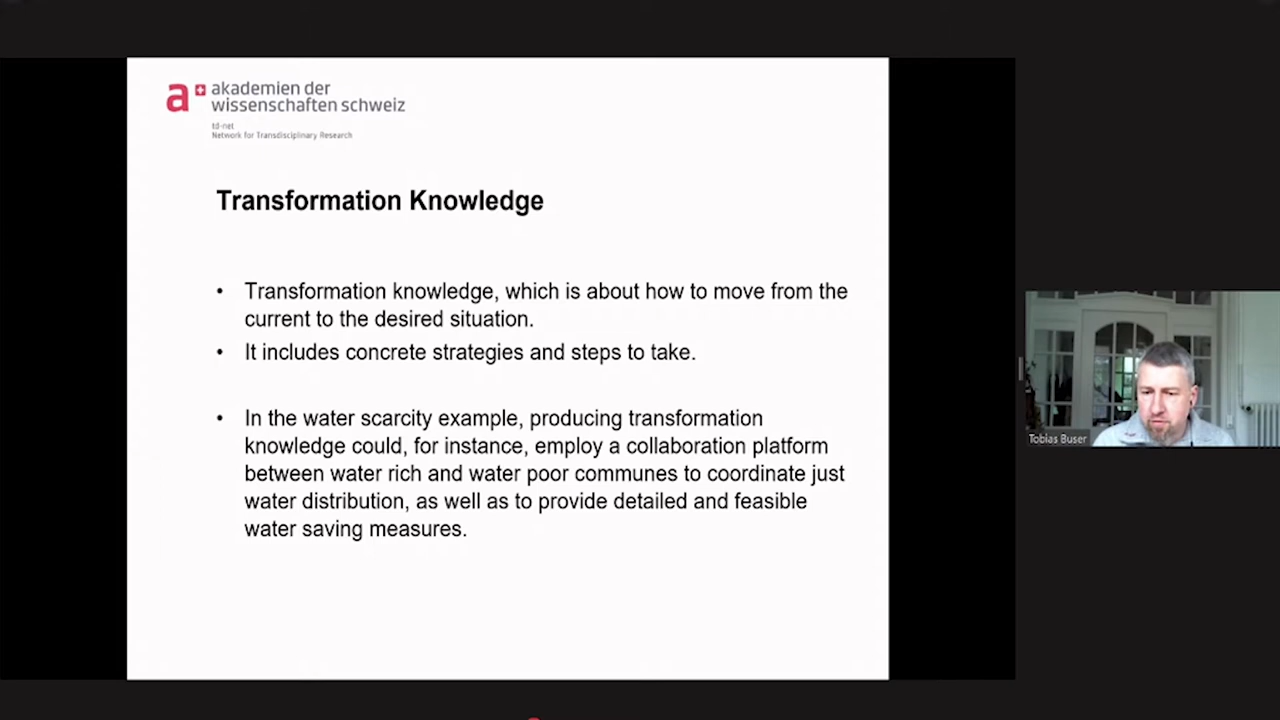 akademien der
wissenschaften schweiz
td-net
Network for Transdisciplinary Research
Transformation Knowledge
• Transformation knowledge, which is about how to move from the
current to the desired situation.
• It includes concrete strategies and steps to take.
• In the water scarcity example, producing transformation
knowledge could, for instance, employ a collaboration platform
between water rich and water poor communes to coordinate just
water distribution, as well as to provide detailed and feasible
water saving measures.
Tobias Buser